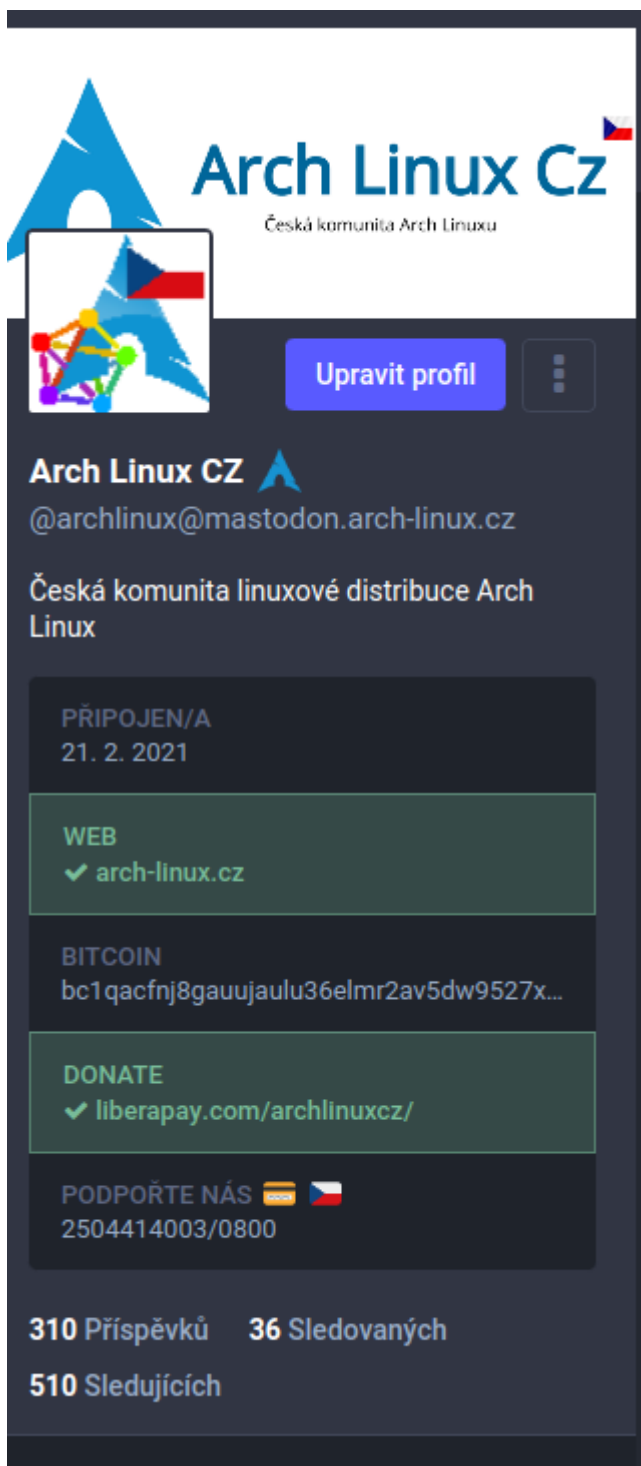 Arch Linux Cz
Česká komunita Arch Linuxu
Upravit profil
Arch Linux CZ
@archlinux@mastodon.arch-linux.cz
Česká komunita linuxové distribuce Arch
Linux
PŘIPOJEN/A
21. 2. 2021
WEB
✔ arch-linux.cz
BITCOIN
bc1qacfnj8gauujaulu36elmr2av5dw9527x…
DONATE
✔ liberapay.com/archlinuxcz/
PODPOŘTE NÁS 💳 🇨🇿
2504414003/0800
310 Příspěvků 36 Sledovaných
510 Sledujících